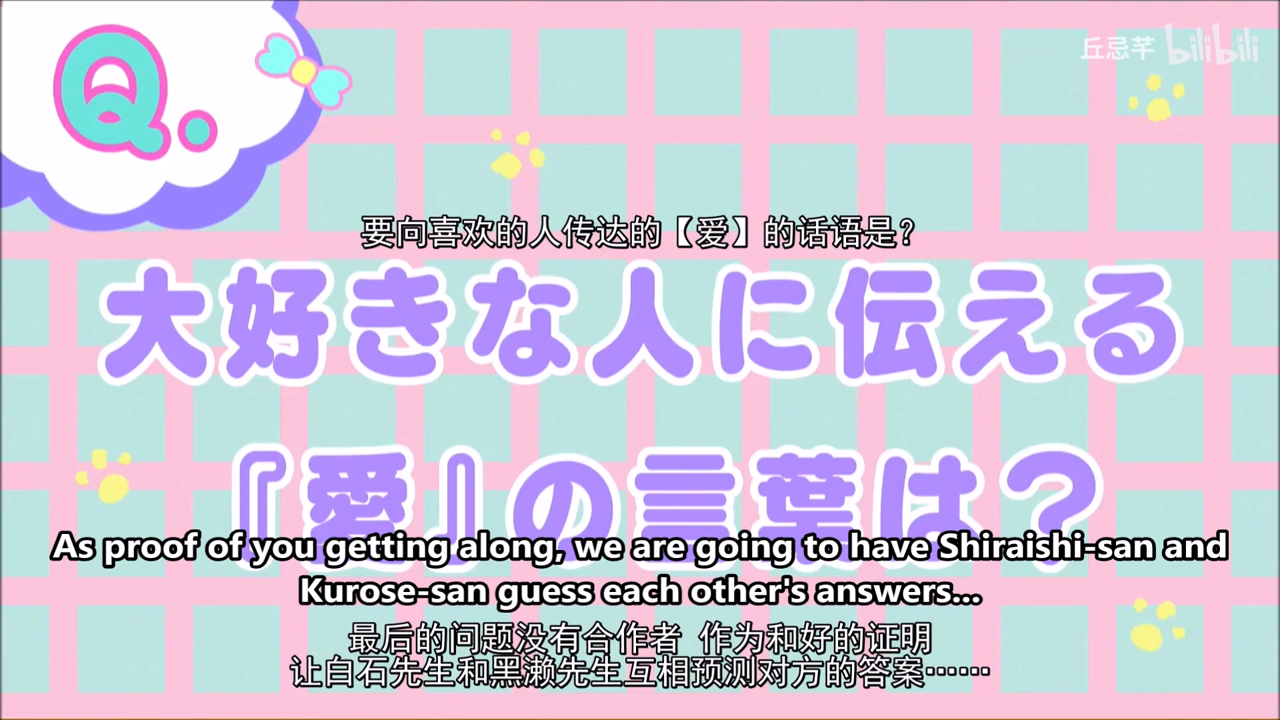 Q.
丘忌芊 bilibili
要向喜欢的人传达的【爱】的话语是？
大好きな人に伝える
『愛』の言葉は？
As proof of you getting along, we are going to have Shiraishi-san and
Kurose-san guess each other's answers...
最后的问题没有合作者 作为和好的证明
让白石先生和黑濑先生互相预测对方的答案……